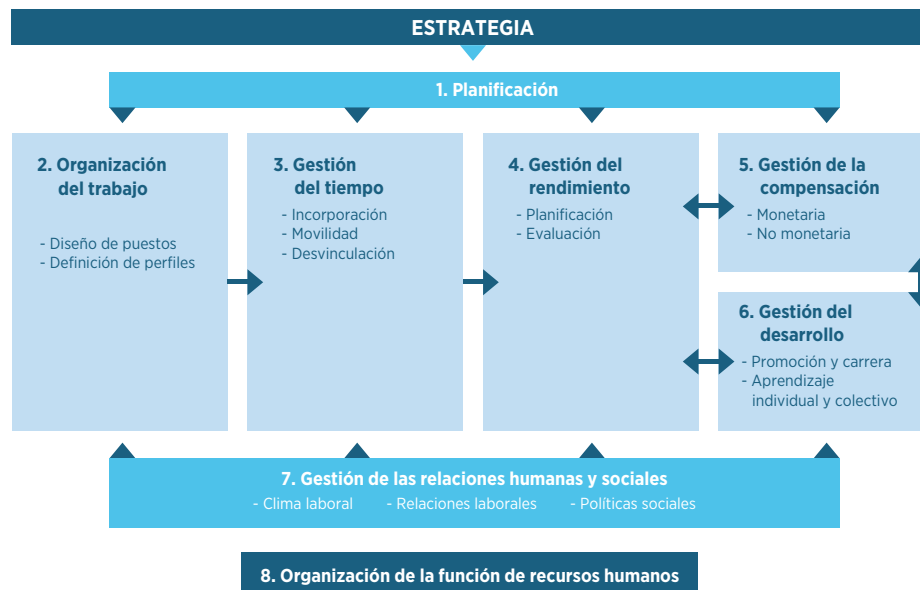 ESTRATEGIA
1. Planificación
2. Organización
del trabajo
- Diseño de puestos
- Definición de perfiles
3. Gestión
del tiempo
- Incorporación
- Movilidad
- Desvinculación
4. Gestión del
rendimiento
- Planificación
- Evaluación
5. Gestión de la
compensación
- Monetaria
- No monetaria
6. Gestión del
desarrollo
- Promoción y carrera
- Aprendizaje
individual y colectivo
7. Gestión de las relaciones humanas y sociales
- Clima laboral - Relaciones laborales - Políticas sociales
8. Organización de la función de recursos humanos